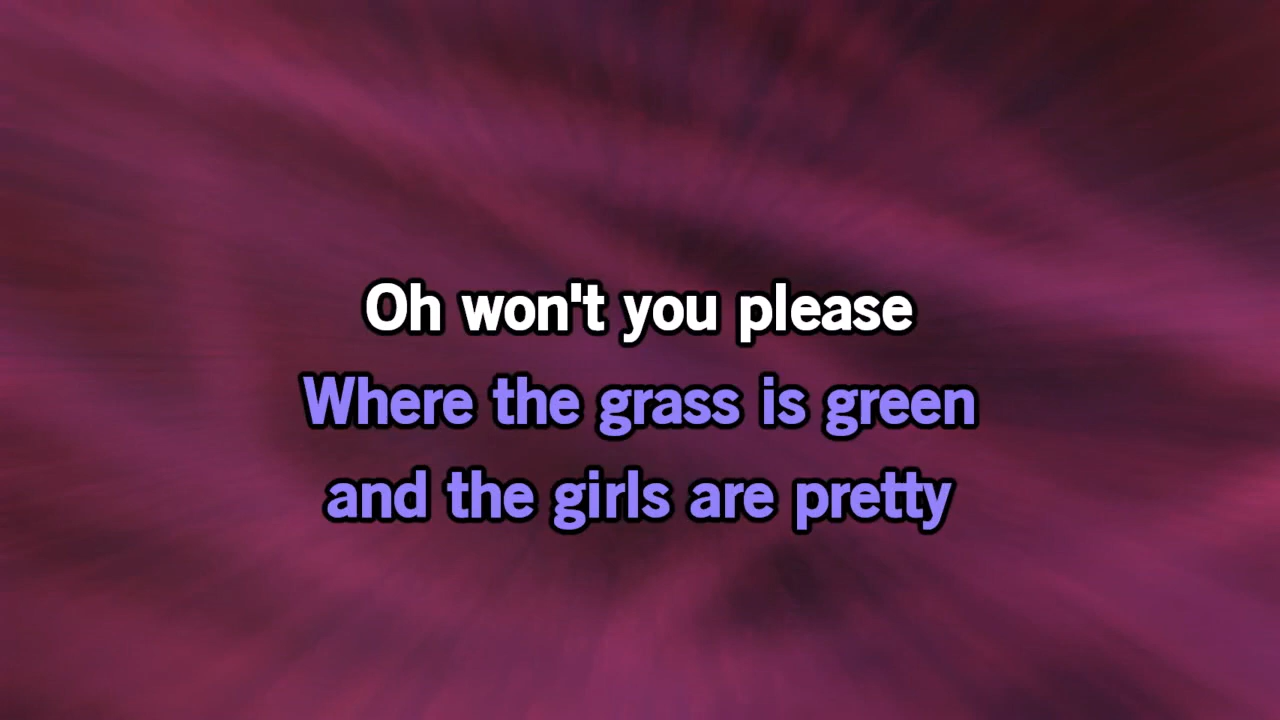 Oh won't you please
Where the grass is green
and the girls are pretty